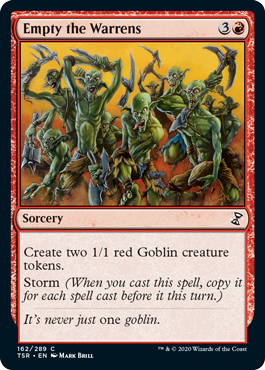 Empty the Warrens 3
Sorcery
Create two 1/1 red Goblin creature
tokens.
Storm (When you cast this spell, copy it
for each spell cast before it this turn.)
It's never just one goblin.
162/289 C
TSR • EN MARK BRILL
™ & © 2020 Wizards of the Coast